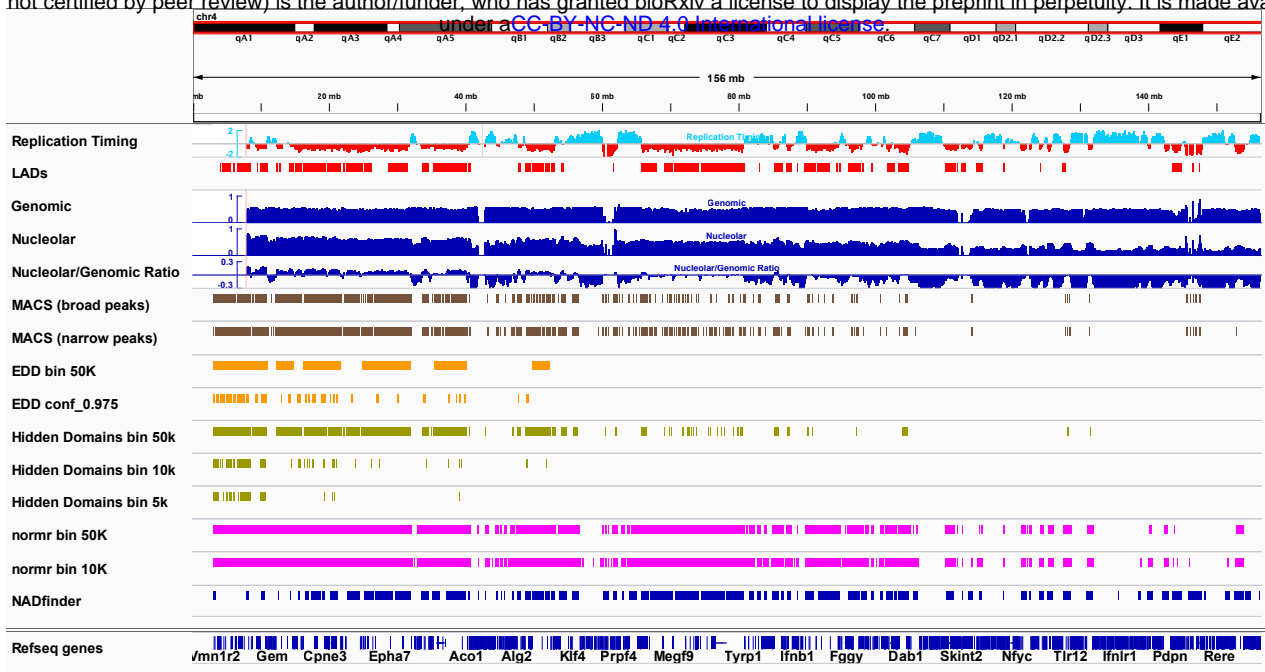 not certified by peer review) is the author/funder, who has granted bioRxiv a license to display the preprint in perpetuity. It is made ava
under aCC-BY-NC-ND 4.0 International license.
chr4
qA1 qA2 qA3 qA4 qA5 qB1 qB2 qB3 qC1 qC2 qC3 qC4 qC5 qC6 qC7 qD1 qD2.1 qD2.2 qD2.3 qD3 qE1 qE2
156 mb
mb 20 mb 40 mb 60 mb 80 mb 100 mb 120 mb 140 mb
Replication Timing 2 -2 Replication Timing
LADs
Genomic 1 0 Genomic
Nucleolar 1 0 Nucleolar
Nucleolar/Genomic Ratio 0.3 -0.3 Nucleolar/Genomic Ratio
MACS (broad peaks)
MACS (narrow peaks)
EDD bin 50K
EDD conf_0.975
Hidden Domains bin 50k
Hidden Domains bin 10k
Hidden Domains bin 5k
normr bin 50K
normr bin 10K
NADfinder
Refseq genes
Vmn1r2 Gem Cpne3 Epha7 Aco1 Alg2 Klf4 Prpf4 Megf9 Tyrp1 Ifnb1 Fggy Dab1 Skint2 Nfyc Tlr12 Ifnlr1 Pdpn Rere